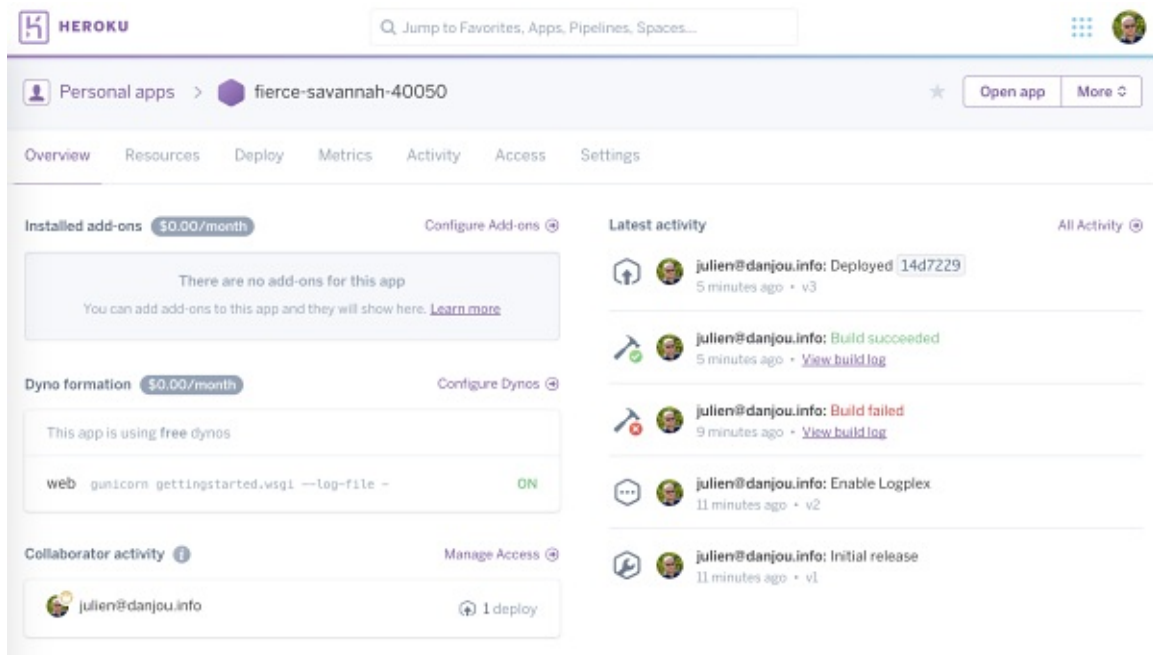 HEROKU
Jump to Favorites, Apps, Pipelines, Spaces...
Personal apps > fierce-savannah-40050
Open app
More
Overview Resources Deploy Metrics Activity Access Settings
Installed add-ons $0.00/month Configure Add-ons
There are no add-ons for this app
You can add add-ons to this app and they will show here. Learn more
Dyno formation $0.00/month Configure Dynos
This app is using free dynos
web gunicorn gettingstarted.wsgi --log-file - ON
Collaborator activity Manage Access
julien@danjou.info 1 deploy
Latest activity All Activity
julien@danjou.info: Deployed 14d7229
5 minutes ago • v3
julien@danjou.info: Build succeeded
5 minutes ago • View build log
julien@danjou.info: Build failed
9 minutes ago • View build log
julien@danjou.info: Enable Logplex
11 minutes ago • v2
julien@danjou.info: Initial release
11 minutes ago • v1